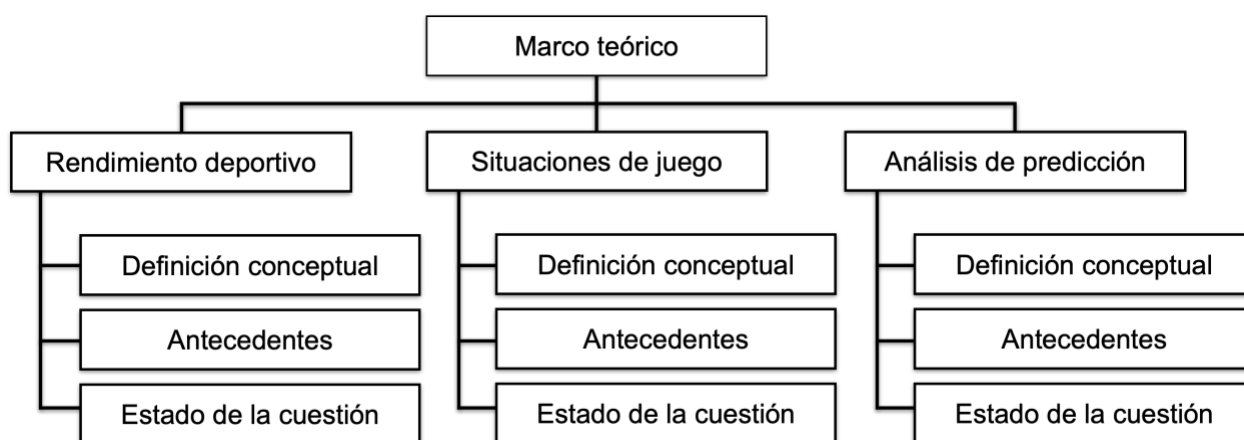 Marco teórico
Rendimiento deportivo
Situaciones de juego
Análisis de predicción
Definición conceptual
Definición conceptual
Definición conceptual
Antecedentes
Antecedentes
Antecedentes
Estado de la cuestión
Estado de la cuestión
Estado de la cuestión